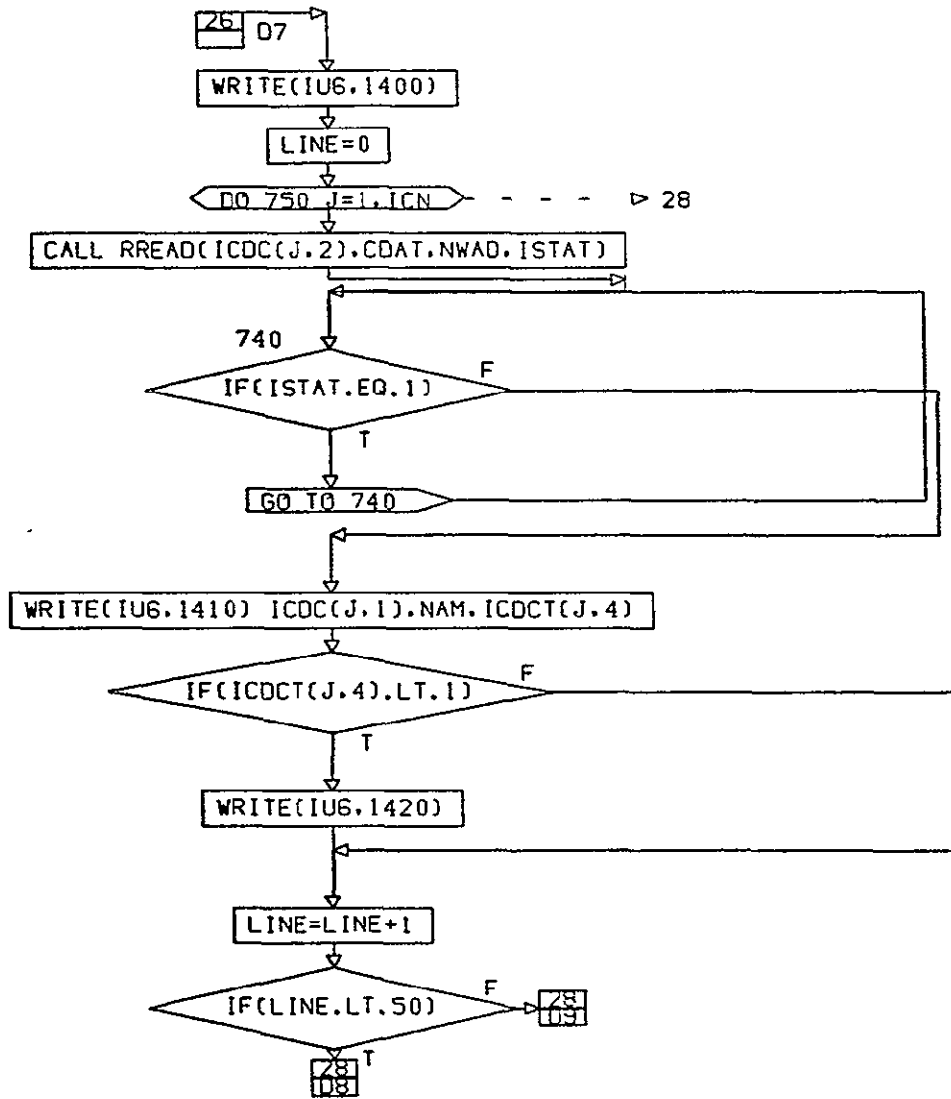 26
D7
WRITE(IU6.1400)
LINE=0
DO 750 J=1.ICN
28
CALL RREAD(ICDC(J.2).CDAT.NWAD.ISTAT)
740
IF(ISTAT.EQ.1)
F
T
GO TO 740
WRITE(IU6.1410) ICDC(J.1).NAM.ICDCT(J.4)
IF(ICDCT(J.4).LT.1)
F
T
WRITE(IU6.1420)
LINE=LINE+1
IF(LINE.LT.50)
F
28
D9
T
28
D8